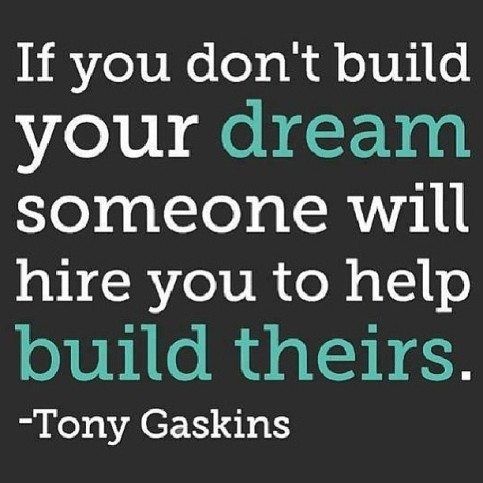 If you don't build
your dream
someone will
hire you to help
build theirs.
-Tony Gaskins